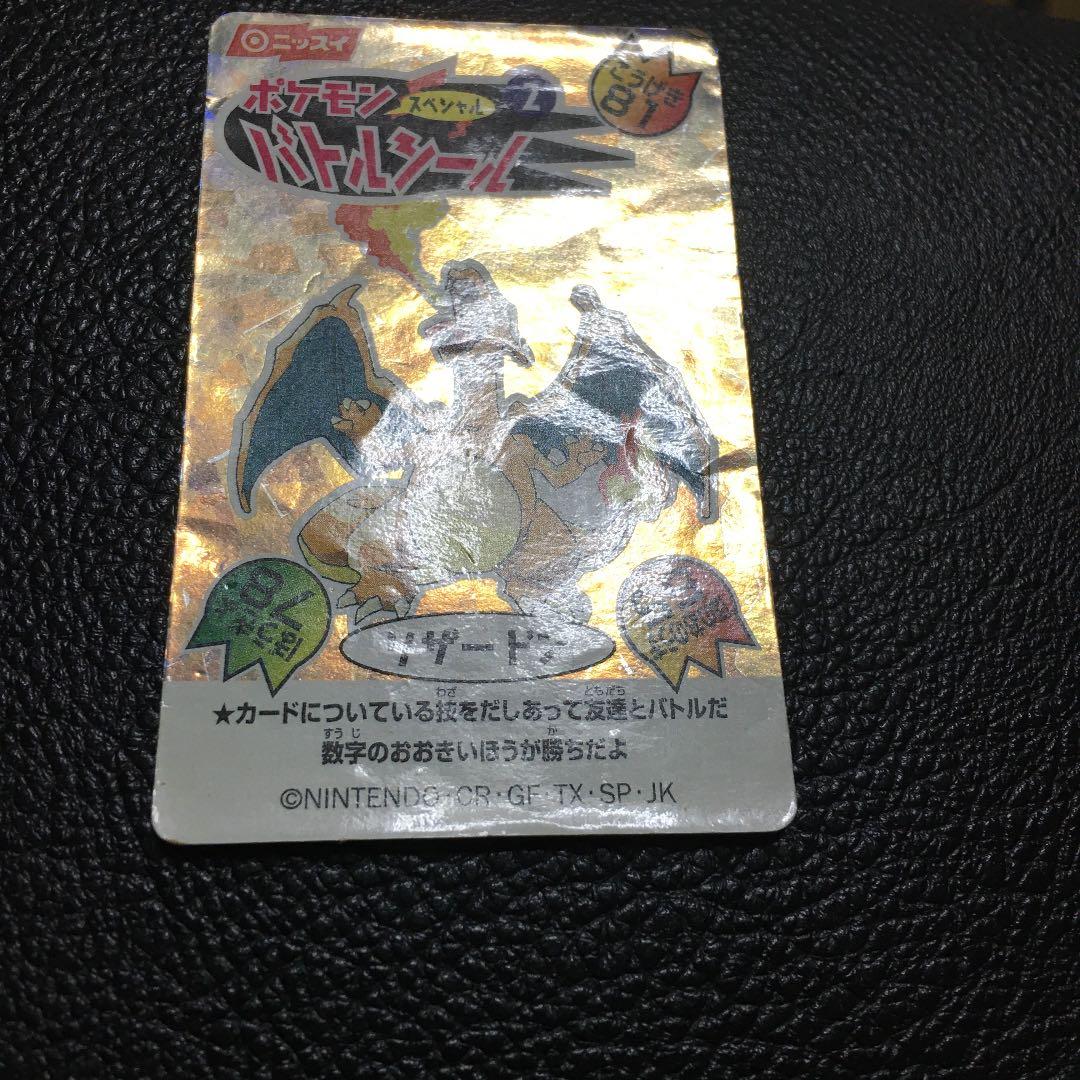 ニッスイ
ポケモン
スペシャル
2
バトルシール
こうげき
81
リザードン
わざ ともだち
★カードについている技をだしあって友達とバトルだ
すうじ か
数字のおおきいほうが勝ちだよ
©NINTENDO・CR・GF・TX・SP・JK